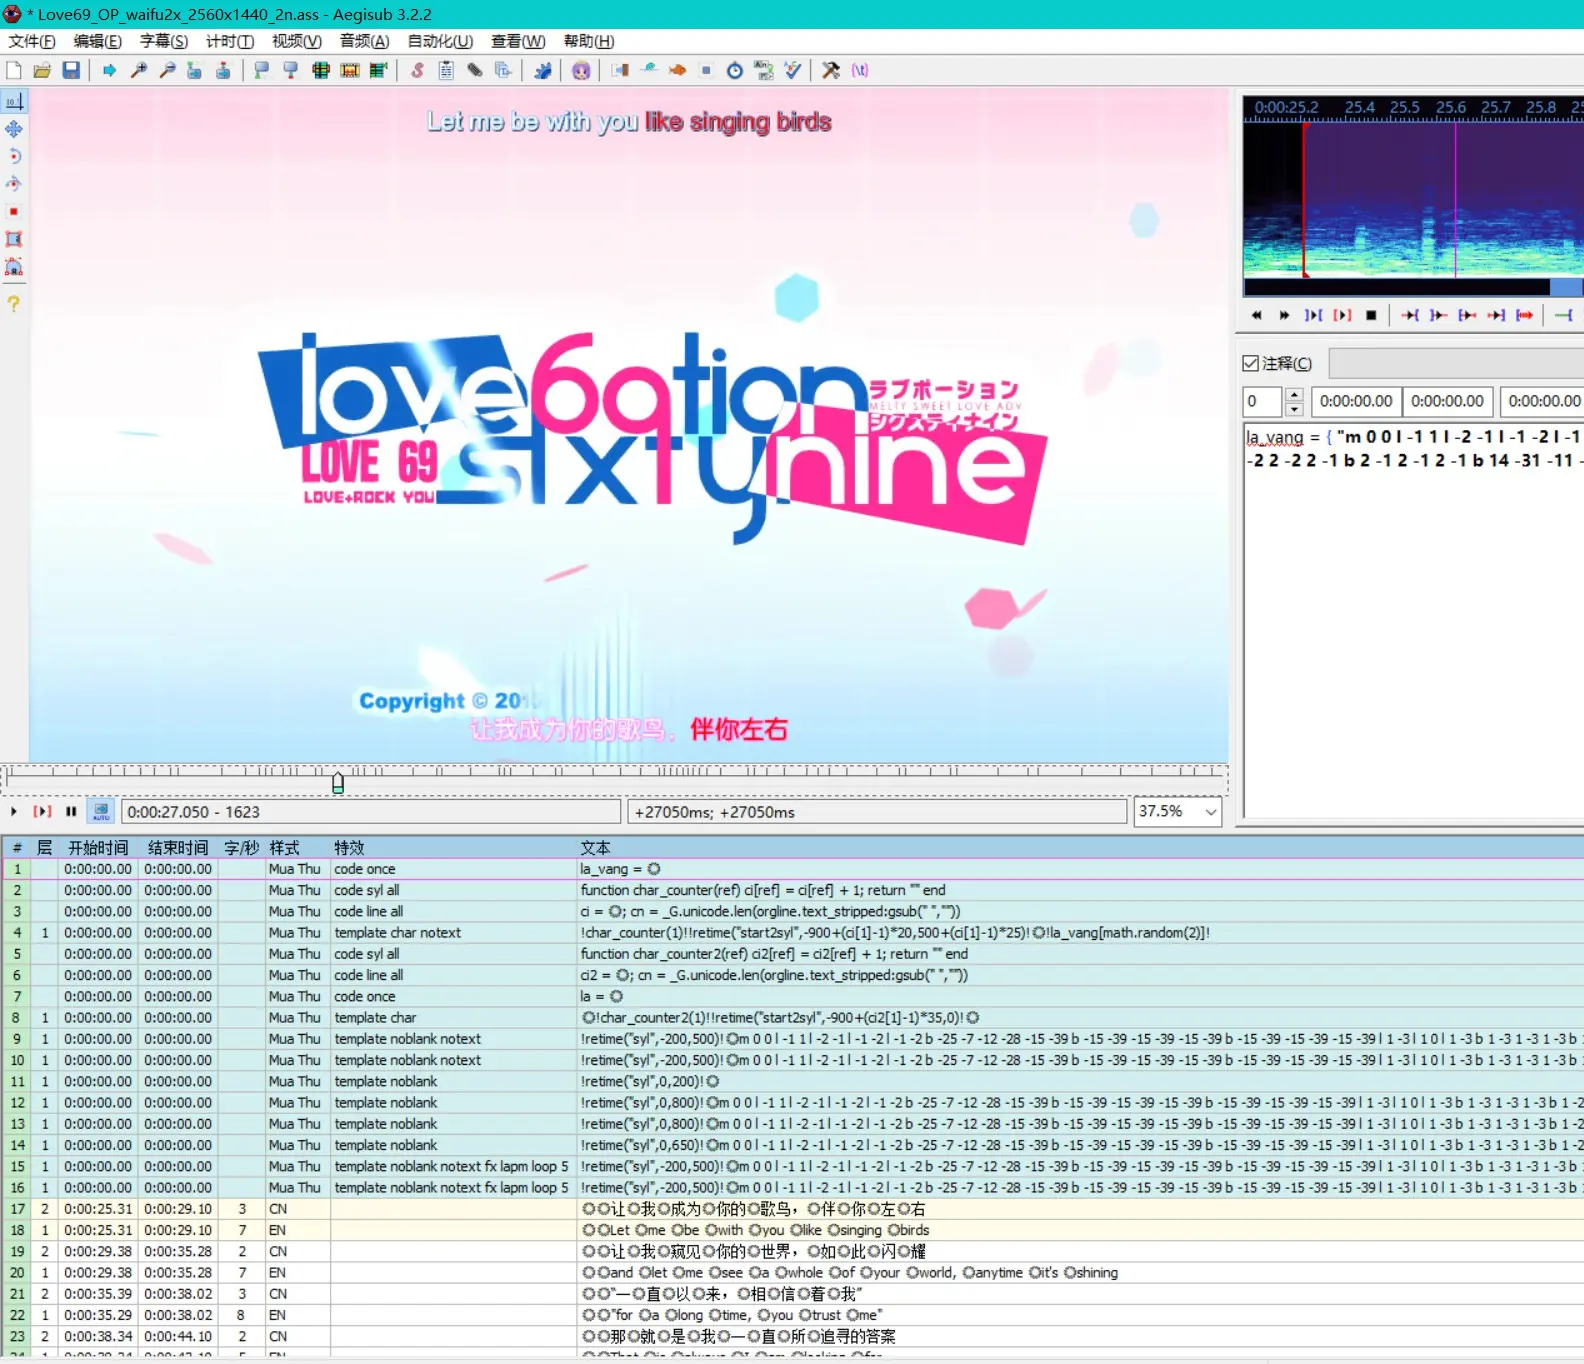 * Love69_OP_waifu2x_2560x1440_2n.ass - Aegisub 3.2.2
文件(F) 编辑(E) 字幕(S) 计时(T) 视频(V) 音频(A) 自动化(U) 查看(W) 帮助(H)
Let me be with you like singing birds
love6ation
ラブポーション
MELTY SWEET LOVE ADV
シクスティナイン
sixtynine
LOVE 69
LOVE+ROCK YOU
Copyright © 20
让我成为你的歌鸟，伴你左右
0:00:25.2 25.4 25.5 25.6 25.7 25.8 25
注释(C)
0 0:00:00.00 0:00:00.00 0:00:00.00
la_vang = { "m 0 0 l -1 1 l -2 -1 l -1 -2 l -1
-2 2 -2 2 -1 b 2 -1 2 -1 2 -1 b 14 -31 -11 -
AUTO 0:00:27.050 - 1623 +27050ms; +27050ms 37.5%
# 层 开始时间 结束时间 字/秒 样式 特效 文本
1 0:00:00.00 0:00:00.00 Mua Thu code once la_vang =
2 0:00:00.00 0:00:00.00 Mua Thu code syl all function char_counter(ref) ci[ref] = ci[ref] + 1; return "" end
3 0:00:00.00 0:00:00.00 Mua Thu code line all ci = ; cn = _G.unicode.len(orgline.text_stripped:gsub(" ",""))
4 1 0:00:00.00 0:00:00.00 Mua Thu template char notext !char_counter(1)!!retime("start2syl",-900+(ci[1]-1)*20,500+(ci[1]-1)*25)!!la_vang[math.random(2)]!
5 0:00:00.00 0:00:00.00 Mua Thu code syl all function char_counter2(ref) ci2[ref] = ci2[ref] + 1; return "" end
6 0:00:00.00 0:00:00.00 Mua Thu code line all ci2 = ; cn = _G.unicode.len(orgline.text_stripped:gsub(" ",""))
7 0:00:00.00 0:00:00.00 Mua Thu code once la =
8 1 0:00:00.00 0:00:00.00 Mua Thu template char !char_counter2(1)!!retime("start2syl",-900+(ci2[1]-1)*35,0)!
9 1 0:00:00.00 0:00:00.00 Mua Thu template noblank notext !retime("syl",-200,500)!m 0 0 l -1 1 l -2 -1 l -1 -2 l -1 -2 b -25 -7 -12 -28 -15 -39 b -15 -39 -15 -39 -15 -39 b -15 -39 -15 -39 -15 -39 l 1 -3 l 1 0 l 1 -3 b 1 -3 1 -3 1 -3 b
10 1 0:00:00.00 0:00:00.00 Mua Thu template noblank notext !retime("syl",-200,500)!m 0 0 l -1 1 l -2 -1 l -1 -2 l -1 -2 b -25 -7 -12 -28 -15 -39 b -15 -39 -15 -39 -15 -39 b -15 -39 -15 -39 -15 -39 l 1 -3 l 1 0 l 1 -3 b 1 -3 1 -3 1 -3 b
11 1 0:00:00.00 0:00:00.00 Mua Thu template noblank !retime("syl",0,200)!
12 1 0:00:00.00 0:00:00.00 Mua Thu template noblank !retime("syl",0,800)!m 0 0 l -1 1 l -2 -1 l -1 -2 l -1 -2 b -25 -7 -12 -28 -15 -39 b -15 -39 -15 -39 -15 -39 b -15 -39 -15 -39 -15 -39 l 1 -3 l 1 0 l 1 -3 b 1 -3 1 -3 1 -3 b 1 -2
13 1 0:00:00.00 0:00:00.00 Mua Thu template noblank !retime("syl",0,800)!m 0 0 l -1 1 l -2 -1 l -1 -2 l -1 -2 b -25 -7 -12 -28 -15 -39 b -15 -39 -15 -39 -15 -39 b -15 -39 -15 -39 -15 -39 l 1 -3 l 1 0 l 1 -3 b 1 -3 1 -3 1 -3 b 1 -2
14 1 0:00:00.00 0:00:00.00 Mua Thu template noblank !retime("syl",0,650)!m 0 0 l -1 1 l -2 -1 l -1 -2 l -1 -2 b -25 -7 -12 -28 -15 -39 b -15 -39 -15 -39 -15 -39 b -15 -39 -15 -39 -15 -39 l 1 -3 l 1 0 l 1 -3 b 1 -3 1 -3 1 -3 b 1 -2
15 1 0:00:00.00 0:00:00.00 Mua Thu template noblank notext fx lapm loop 5 !retime("syl",-200,500)!m 0 0 l -1 1 l -2 -1 l -1 -2 l -1 -2 b -25 -7 -12 -28 -15 -39 b -15 -39 -15 -39 -15 -39 b -15 -39 -15 -39 -15 -39 l 1 -3 l 1 0 l 1 -3 b 1 -3 1 -3 1 -3 b
16 1 0:00:00.00 0:00:00.00 Mua Thu template noblank notext fx lapm loop 5 !retime("syl",-200,500)!m 0 0 l -1 1 l -2 -1 l -1 -2 l -1 -2 b -25 -7 -12 -28 -15 -39 b -15 -39 -15 -39 -15 -39 b -15 -39 -15 -39 -15 -39 l 1 -3 l 1 0 l 1 -3 b 1 -3 1 -3 1 -3 b
17 2 0:00:25.31 0:00:29.10 3 CN 让我成为你的歌鸟，伴你左右
18 1 0:00:25.31 0:00:29.10 7 EN Let me be with you like singing birds
19 2 0:00:29.38 0:00:35.28 2 CN 让我窥见你的世界，如此闪耀
20 1 0:00:29.38 0:00:35.28 7 EN and let me see a whole of your world, anytime it's shining
21 2 0:00:35.39 0:00:38.02 3 CN "一直以来，相信着我"
22 1 0:00:35.29 0:00:38.02 8 EN "for a long time, you trust me"
23 2 0:00:38.34 0:00:44.10 2 CN 那就是我一直所追寻的答案